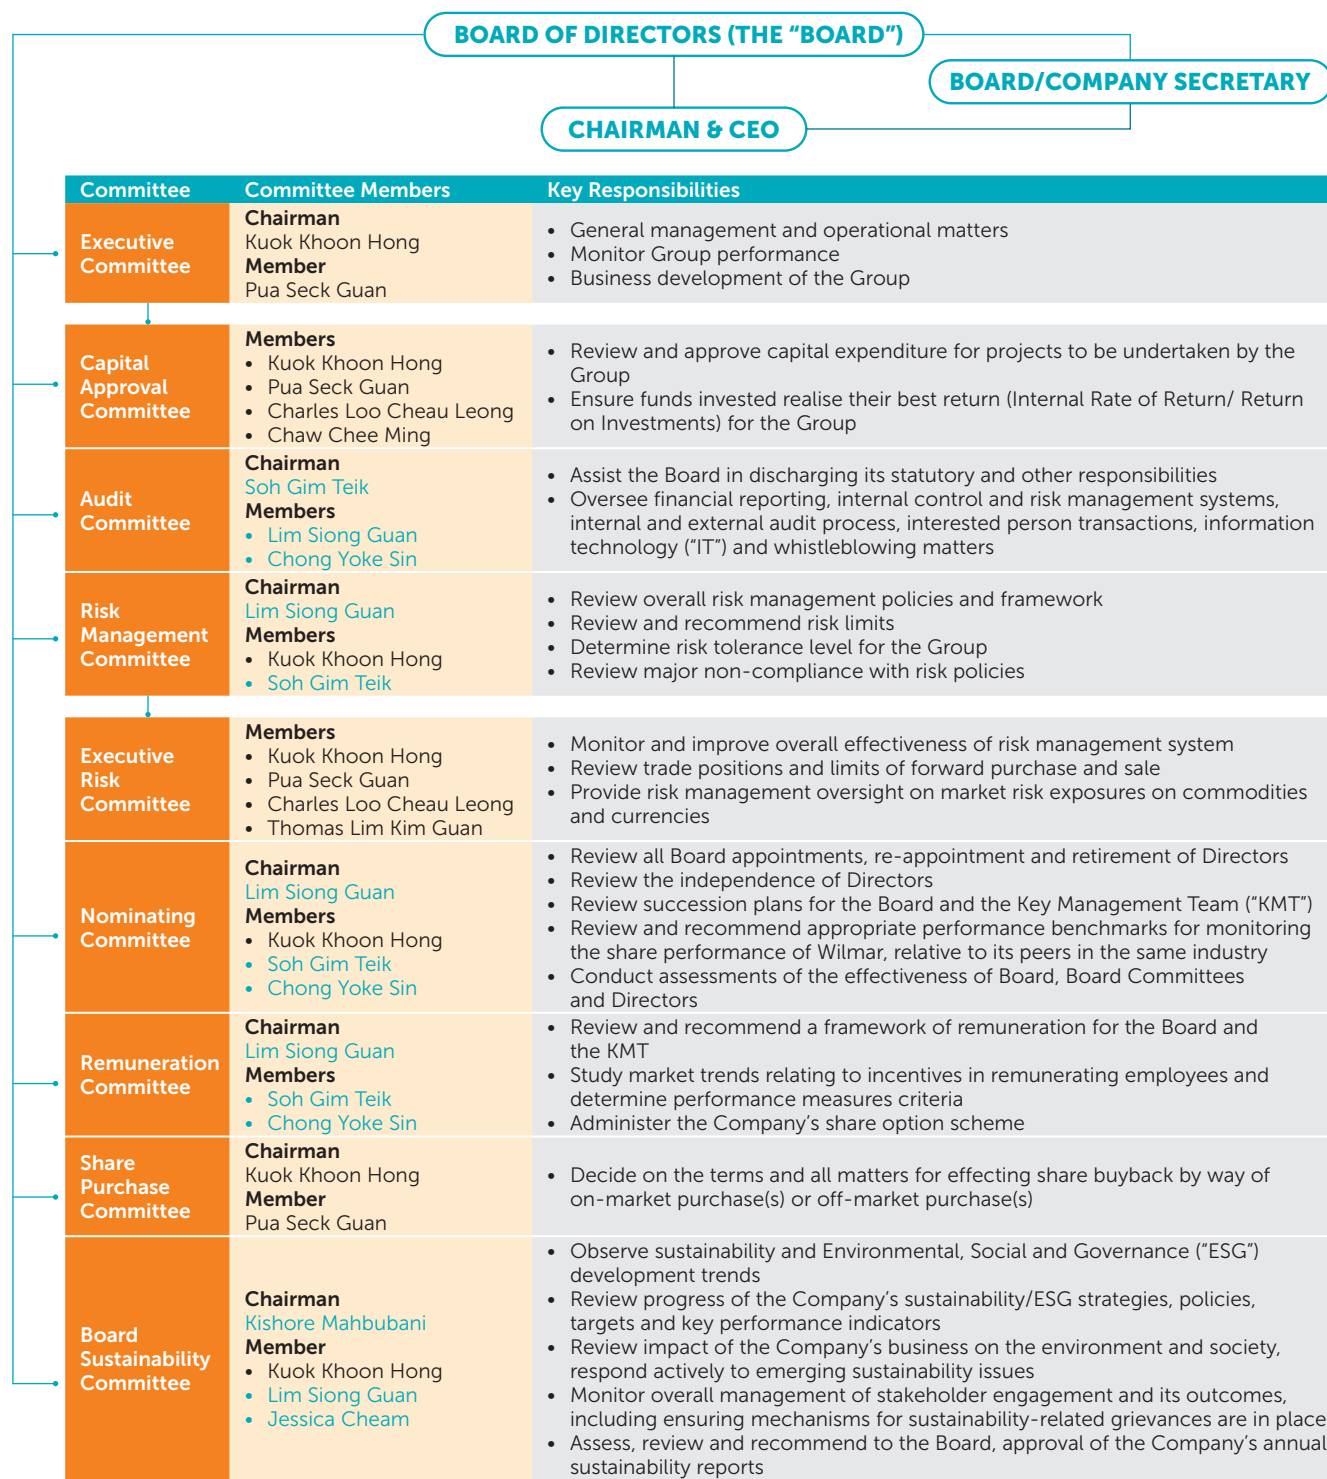 BOARD OF DIRECTORS (THE “BOARD”)
BOARD/COMPANY SECRETARY
CHAIRMAN & CEO
Committee
Committee Members
Key Responsibilities
Executive
Committee
Chairman
Kuok Khoon Hong
Member
Pua Seck Guan
• General management and operational matters
• Monitor Group performance
• Business development of the Group
Capital
Approval
Committee
Members
• Kuok Khoon Hong
• Pua Seck Guan
• Charles Loo Cheau Leong
• Chaw Chee Ming
• Review and approve capital expenditure for projects to be undertaken by the
Group
• Ensure funds invested realise their best return (Internal Rate of Return/ Return
on Investments) for the Group
Audit
Committee
Chairman
Soh Gim Teik
Members
• Lim Siong Guan
• Chong Yoke Sin
• Assist the Board in discharging its statutory and other responsibilities
• Oversee financial reporting, internal control and risk management systems,
internal and external audit process, interested person transactions, information
technology (“IT”) and whistleblowing matters
Risk
Management
Committee
Chairman
Lim Siong Guan
Members
• Kuok Khoon Hong
• Soh Gim Teik
• Review overall risk management policies and framework
• Review and recommend risk limits
• Determine risk tolerance level for the Group
• Review major non-compliance with risk policies
Executive
Risk
Committee
Members
• Kuok Khoon Hong
• Pua Seck Guan
• Charles Loo Cheau Leong
• Thomas Lim Kim Guan
• Monitor and improve overall effectiveness of risk management system
• Review trade positions and limits of forward purchase and sale
• Provide risk management oversight on market risk exposures on commodities
and currencies
Nominating
Committee
Chairman
Lim Siong Guan
Members
• Kuok Khoon Hong
• Soh Gim Teik
• Chong Yoke Sin
• Review all Board appointments, re-appointment and retirement of Directors
• Review the independence of Directors
• Review succession plans for the Board and the Key Management Team (“KMT”)
• Review and recommend appropriate performance benchmarks for monitoring
the share performance of Wilmar, relative to its peers in the same industry
• Conduct assessments of the effectiveness of Board, Board Committees
and Directors
Remuneration
Committee
Chairman
Lim Siong Guan
Members
• Soh Gim Teik
• Chong Yoke Sin
• Review and recommend a framework of remuneration for the Board and
the KMT
• Study market trends relating to incentives in remunerating employees and
determine performance measures criteria
• Administer the Company’s share option scheme
Share
Purchase
Committee
Chairman
Kuok Khoon Hong
Member
Pua Seck Guan
• Decide on the terms and all matters for effecting share buyback by way of
on-market purchase(s) or off-market purchase(s)
Board
Sustainability
Committee
Chairman
Kishore Mahbubani
Member
• Kuok Khoon Hong
• Lim Siong Guan
• Jessica Cheam
• Observe sustainability and Environmental, Social and Governance (“ESG”)
development trends
• Review progress of the Company’s sustainability/ESG strategies, policies,
targets and key performance indicators
• Review impact of the Company’s business on the environment and society,
respond actively to emerging sustainability issues
• Monitor overall management of stakeholder engagement and its outcomes,
including ensuring mechanisms for sustainability-related grievances are in place
• Assess, review and recommend to the Board, approval of the Company’s annual
sustainability reports